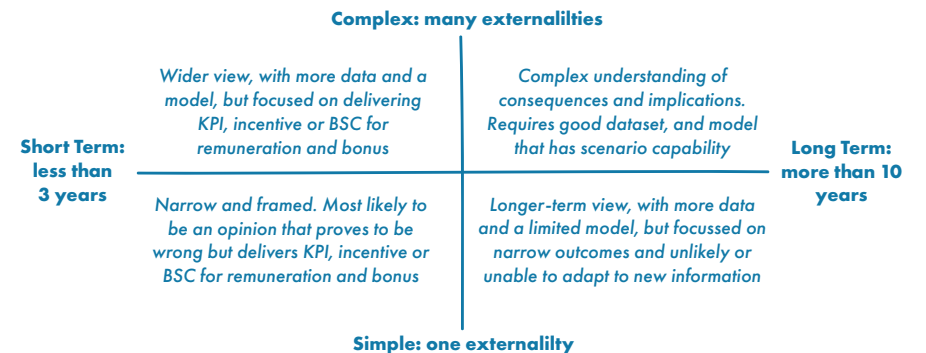 Complex: many externalilties
Wider view, with more data and a
model, but focused on delivering
KPI, incentive or BSC for
remuneration and bonus
Complex understanding of
consequences and implications.
Requires good dataset, and model
that has scenario capability
Short Term:
less than
3 years
Long Term:
more than 10
years
Narrow and framed. Most likely to
be an opinion that proves to be
wrong but delivers KPI, incentive or
BSC for remuneration and bonus
Longer-term view, with more data
and a limited model, but focussed on
narrow outcomes and unlikely or
unable to adapt to new information
Simple: one externalilty